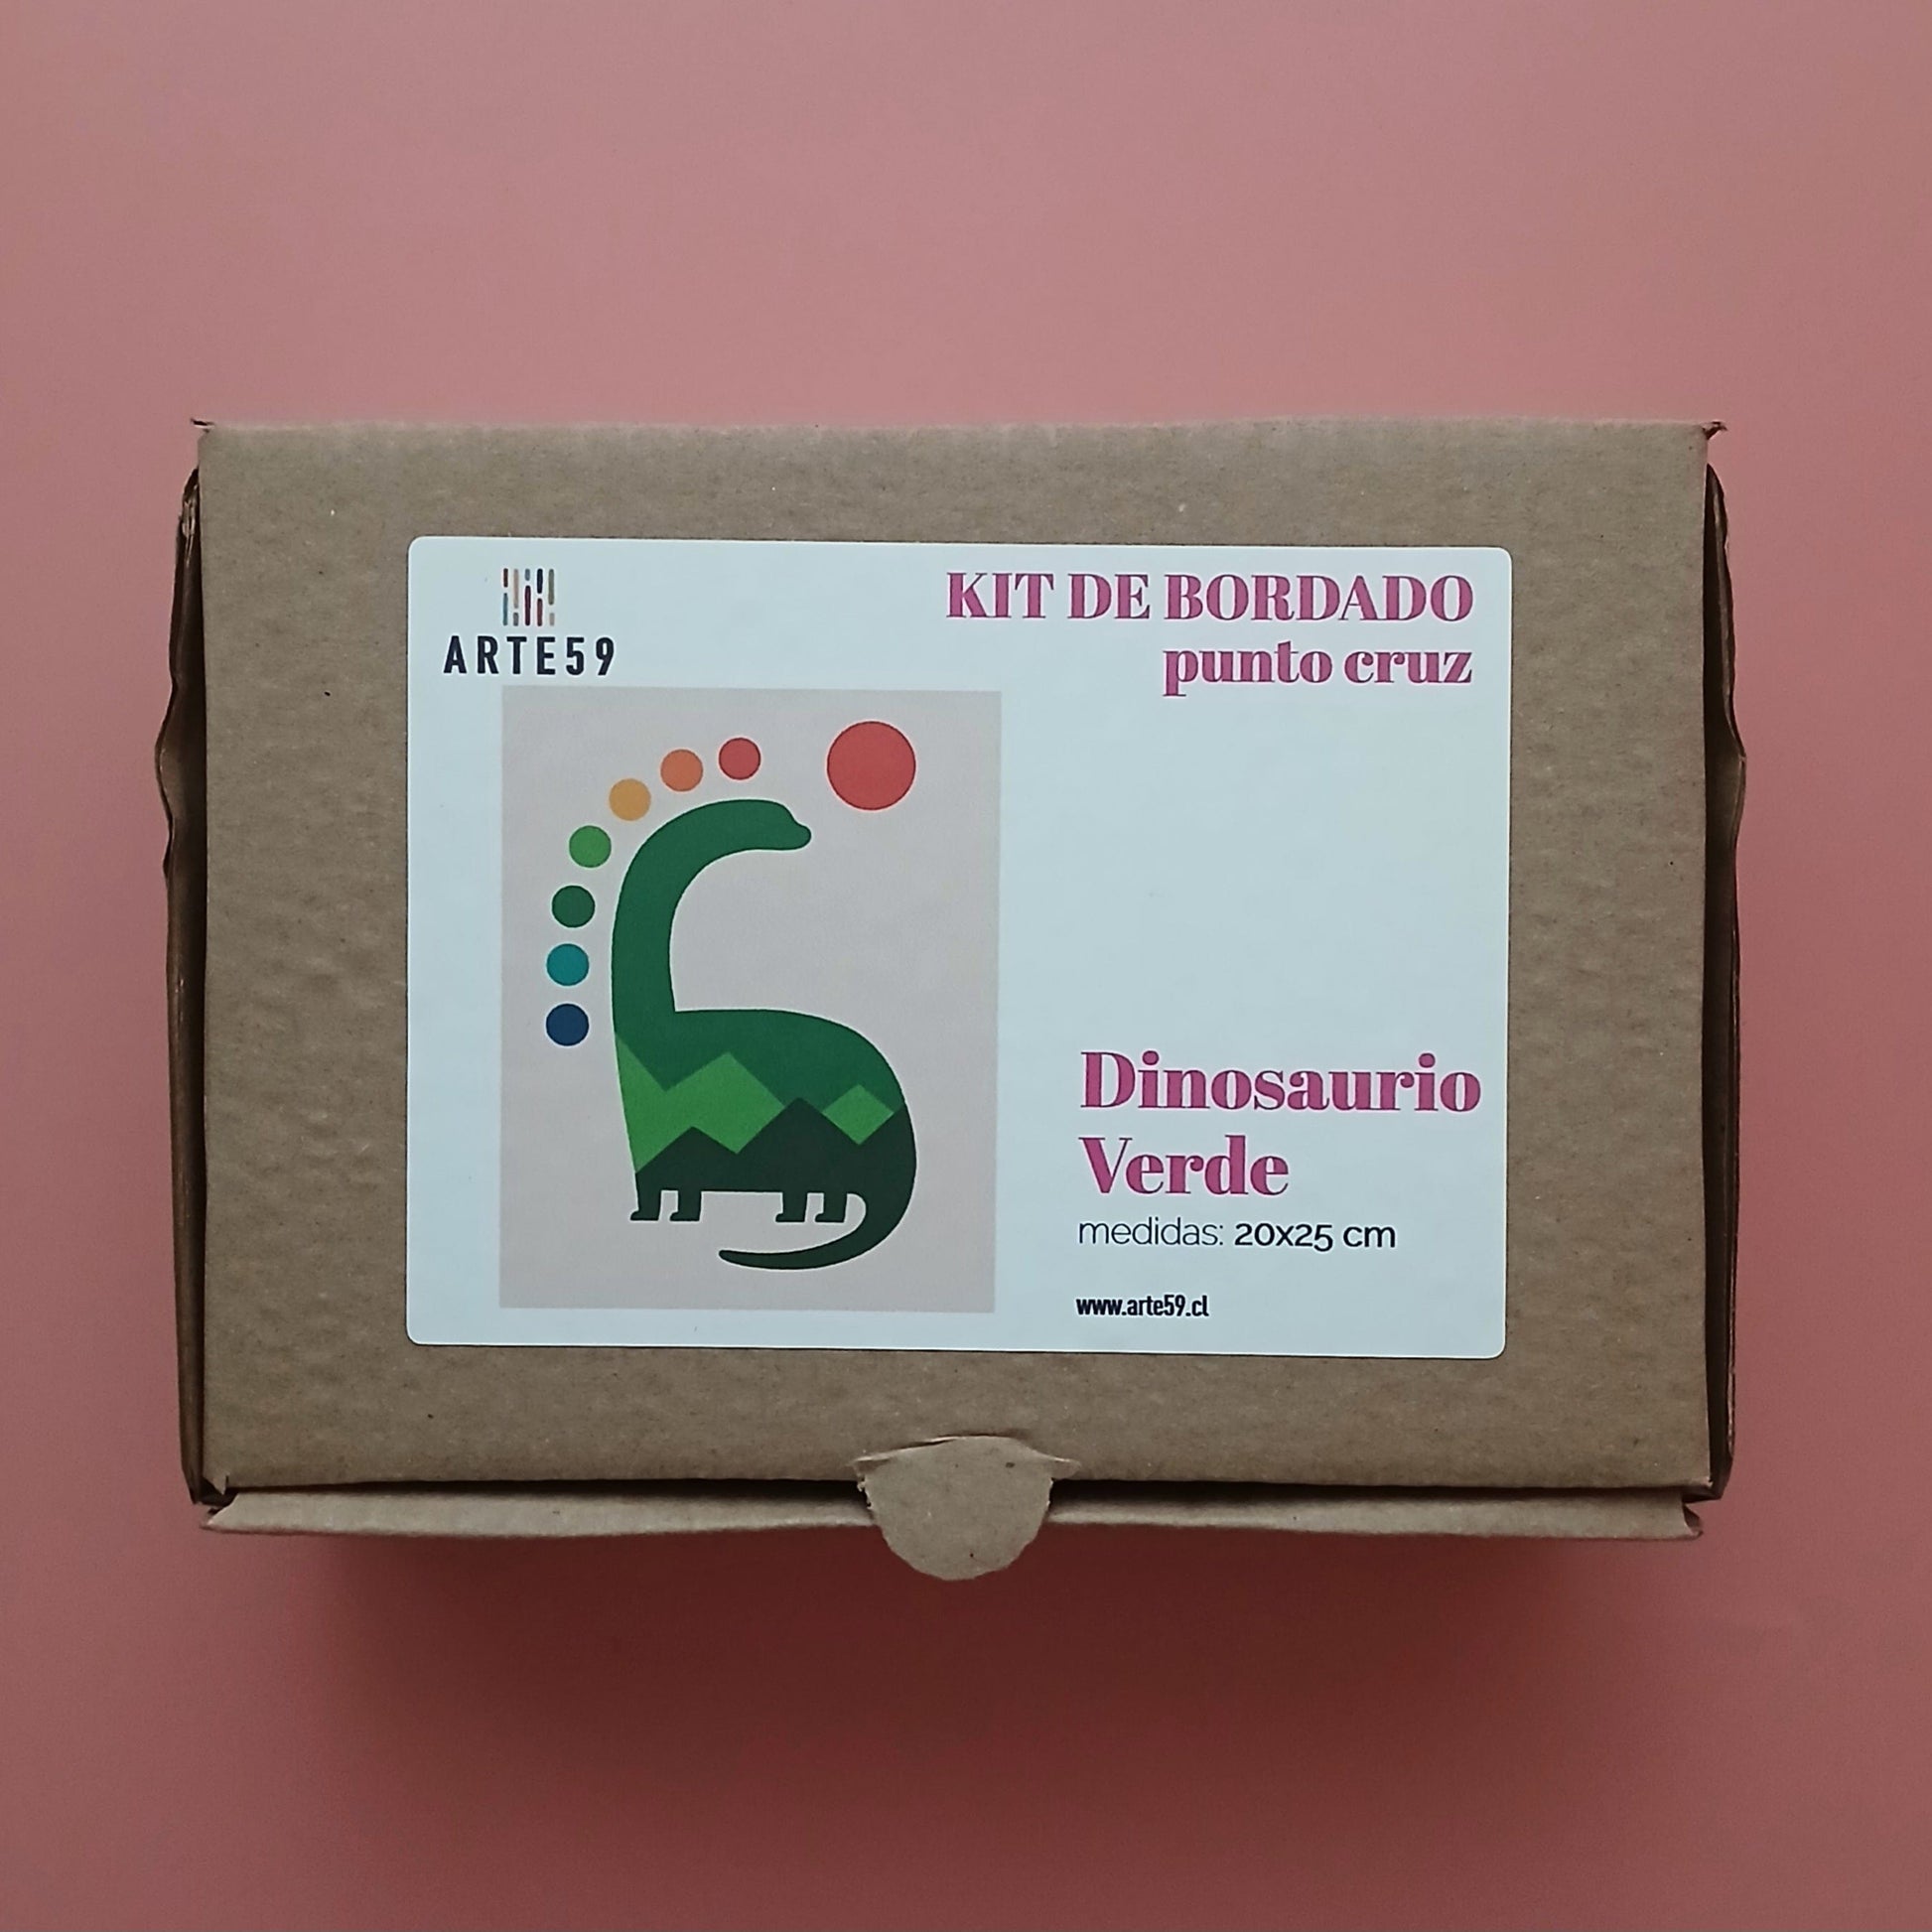 ARTE59
KIT DE BORDADO
punto cruz
Dinosaurio
Verde
medidas: 20x25 cm
www.arte59.cl